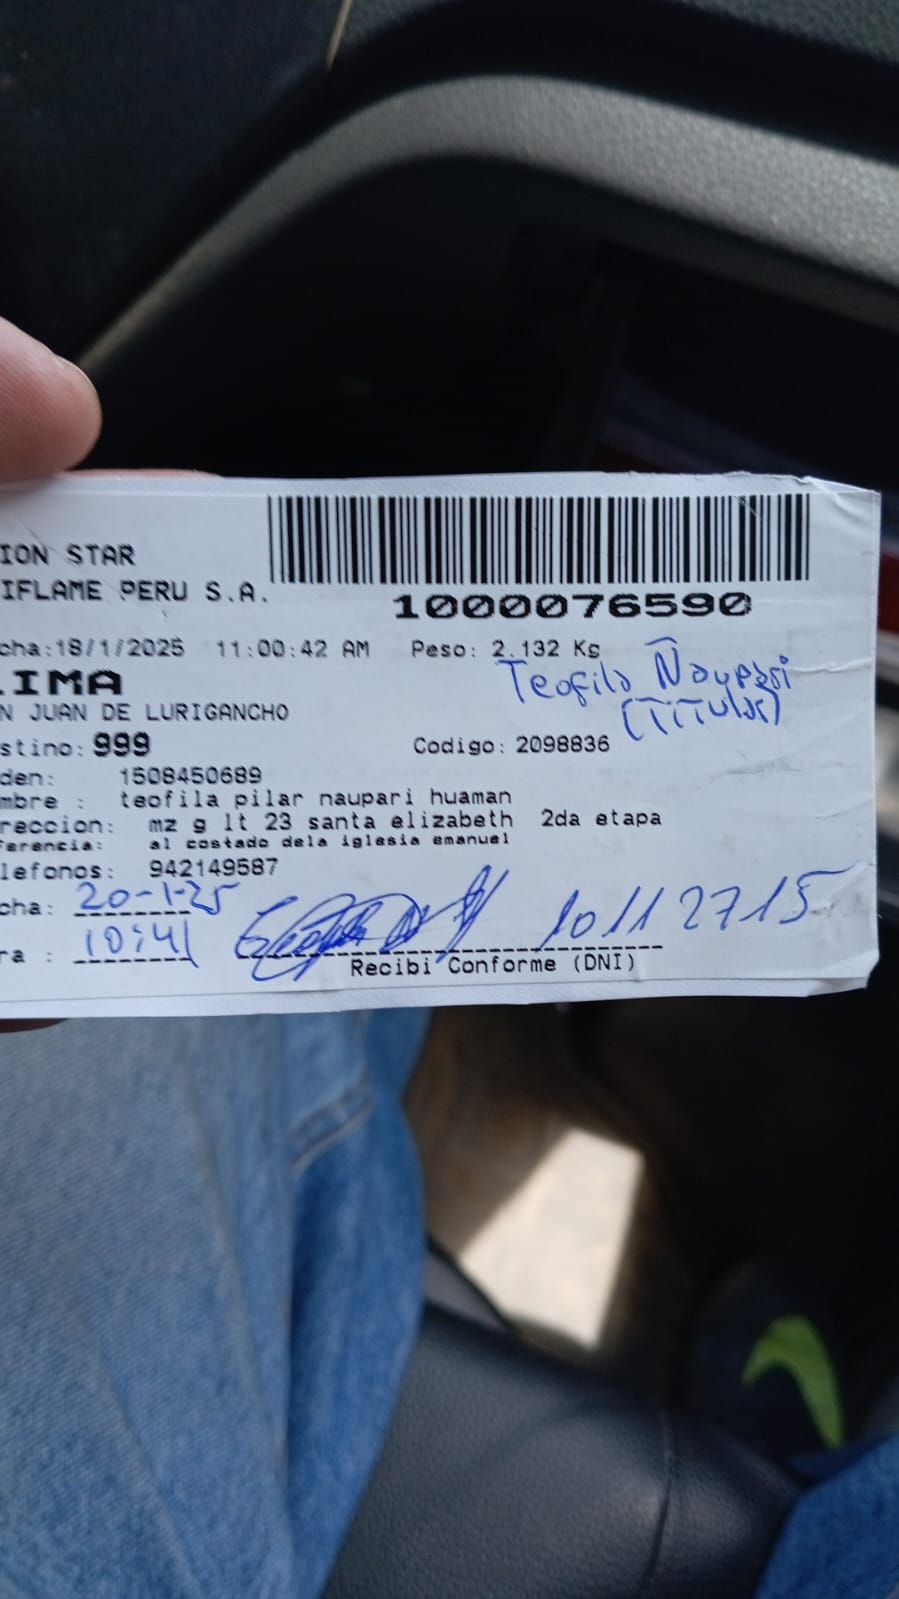 ION STAR
IFLAME PERU S.A.
1000076590
cha:18/1/2025 11:00:42 AM Peso: 2.132 Kg
LIMA
Teofila Ñaupari
(Titular)
N JUAN DE LURIGANCHO
stino: 999 Codigo: 2098836
den: 1508450689
mbre : teofila pilar naupari huaman
reccion: mz g lt 23 santa elizabeth 2da etapa
ferencia: al costado dela iglesia emanuel
lefonos: 942149587
cha: 20-1-25
ra : 10:41 10112715
Recibi Conforme (DNI)